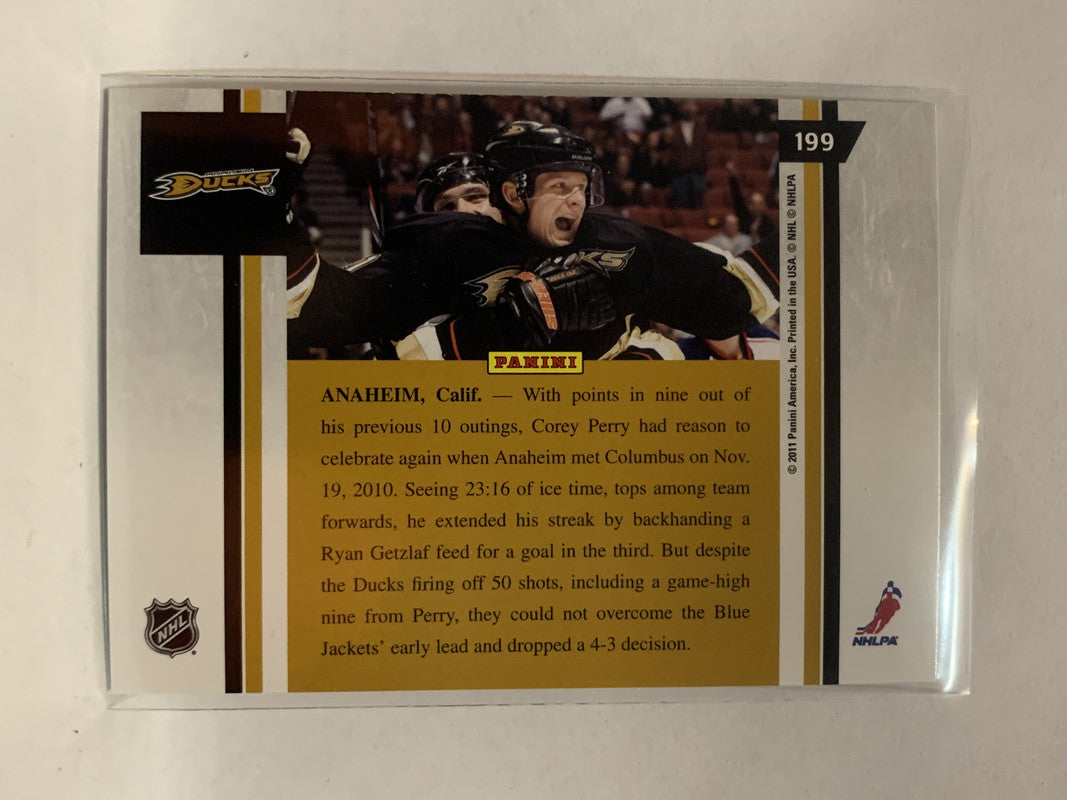 DUCKS
199
© 2011 Panini America, Inc. Printed in the USA. © NHL © NHLPA
PANINI
ANAHEIM, Calif. — With points in nine out of
his previous 10 outings, Corey Perry had reason to
celebrate again when Anaheim met Columbus on Nov.
19, 2010. Seeing 23:16 of ice time, tops among team
forwards, he extended his streak by backhanding a
Ryan Getzlaf feed for a goal in the third. But despite
the Ducks firing off 50 shots, including a game-high
nine from Perry, they could not overcome the Blue
Jackets’ early lead and dropped a 4-3 decision.
NHL
NHLPA